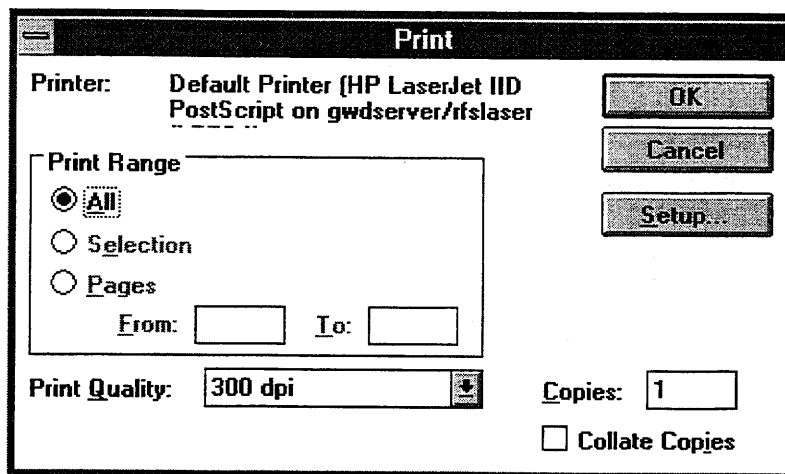 Print
Printer: Default Printer (HP LaserJet IID
PostScript on gwdserver/rfslaser
OK
Cancel
Setup...
Print Range
All
Selection
Pages
From: To:
Print Quality: 300 dpi
Copies: 1
Collate Copies